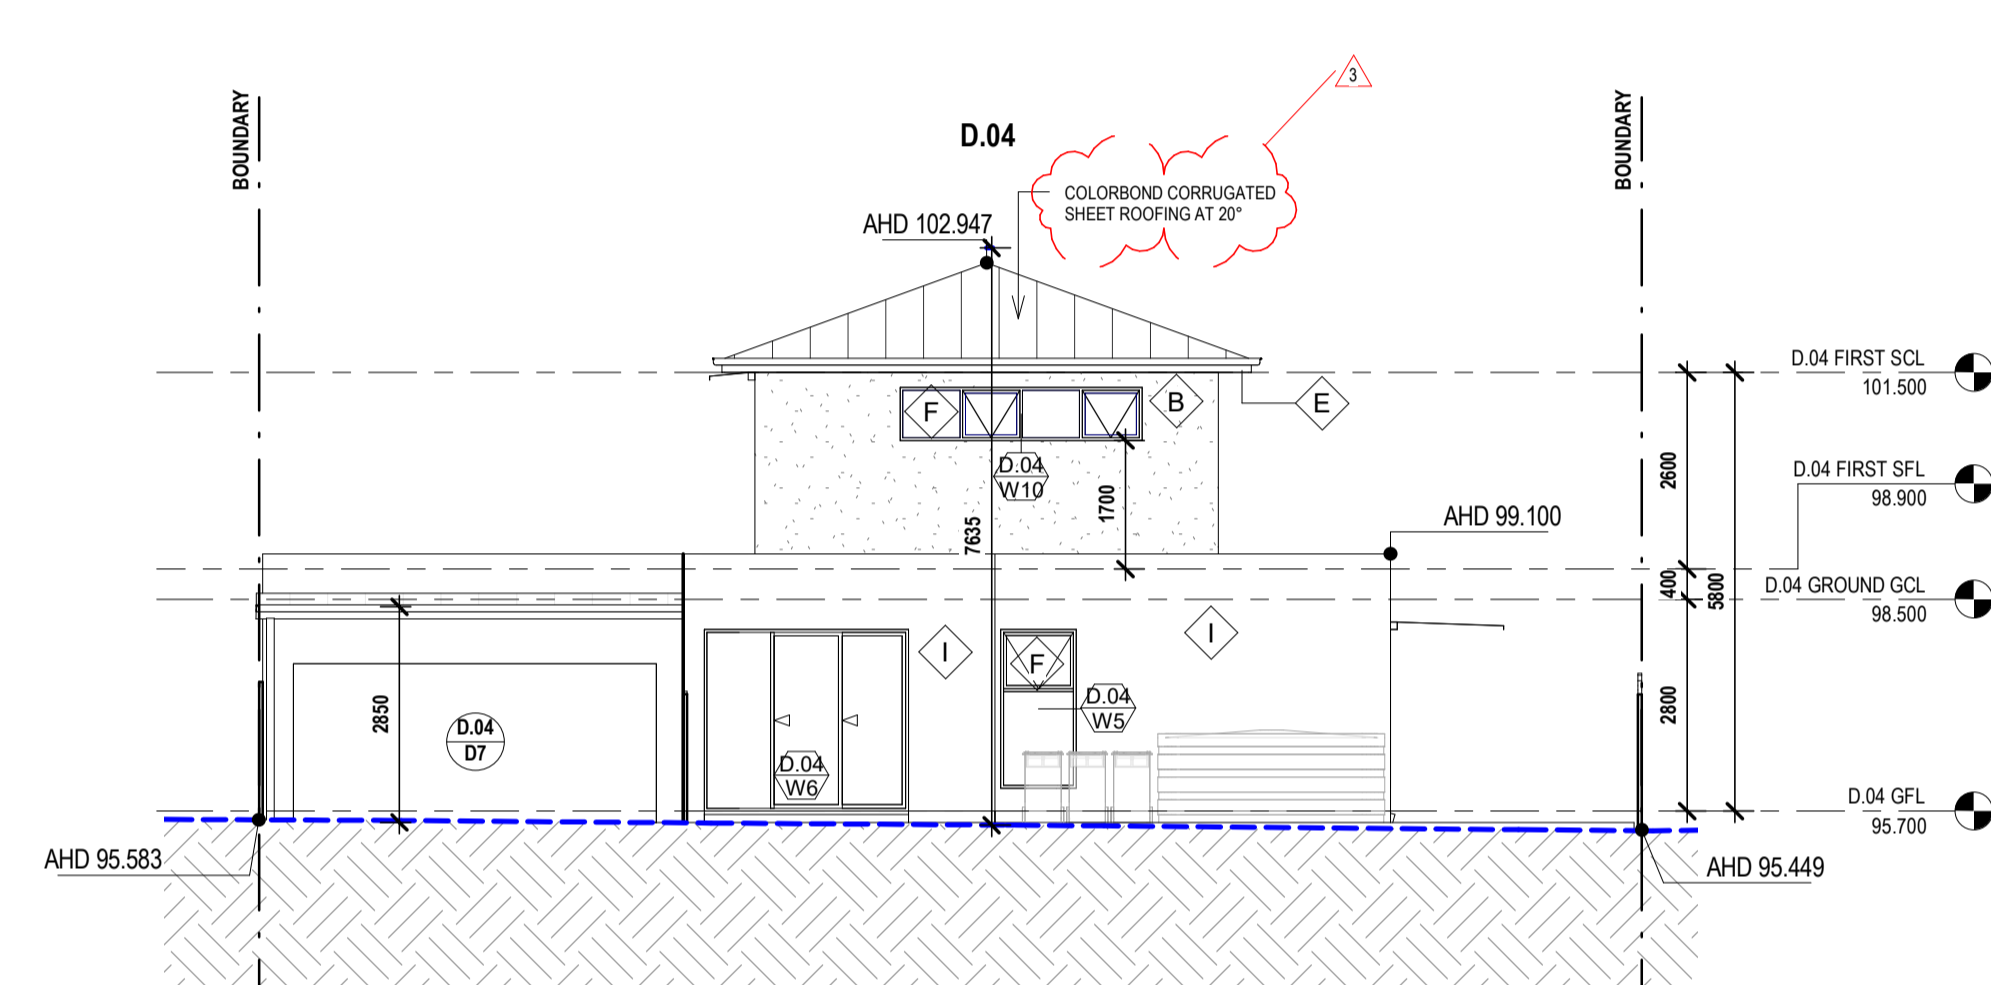 BOUNDARY
BOUNDARY
3
D.04
COLORBOND CORRUGATED
SHEET ROOFING AT 20°
AHD 102.947
D.04 FIRST SCL
101.500
F
B
E
D.04
W10
1700
7635
2600
D.04 FIRST SFL
98.900
AHD 99.100
400
5800
D.04 GROUND GCL
98.500
I
F
I
2850
D.04
D7
D.04
W6
D.04
W5
2800
D.04 GFL
95.700
AHD 95.583
AHD 95.449